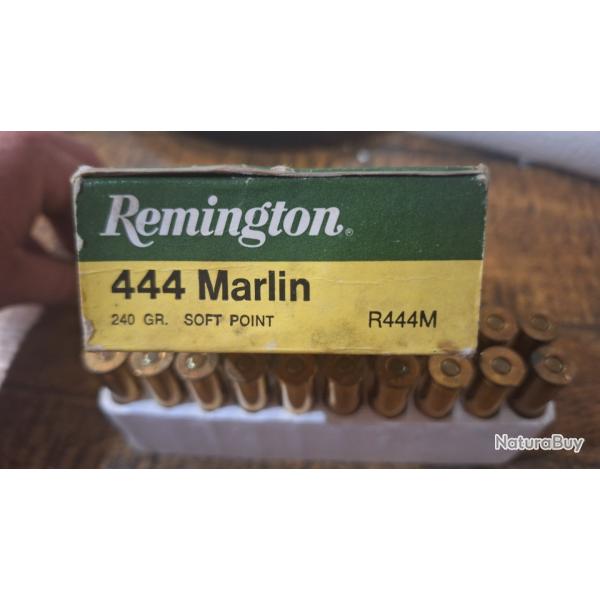 Remington®
444 Marlin
240 GR. SOFT POINT R444M
NaturaBuy